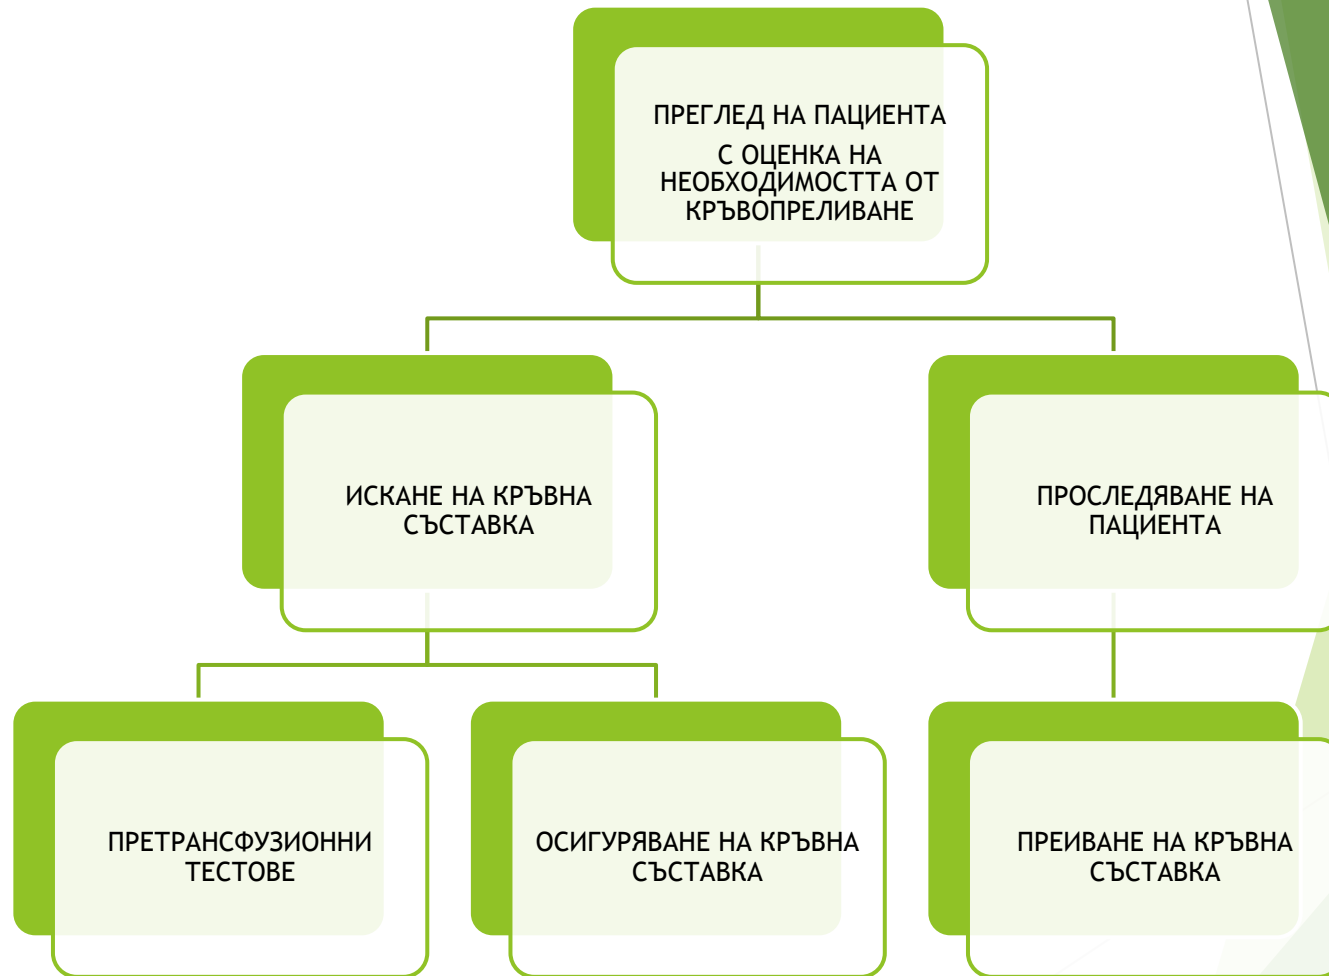 ПРЕГЛЕД НА ПАЦИЕНТА
С ОЦЕНКА НА
НЕОБХОДИМОСТТА ОТ
КРЪВОПРЕЛИВАНЕ
ИСКАНЕ НА КРЪВНА
СЪСТАВКА
ПРОСЛЕДЯВАНЕ НА
ПАЦИЕНТА
ПРЕТРАНСФУЗИОННИ
ТЕСТОВЕ
ОСИГУРЯВАНЕ НА КРЪВНА
СЪСТАВКА
ПРЕИВАНЕ НА КРЪВНА
СЪСТАВКА